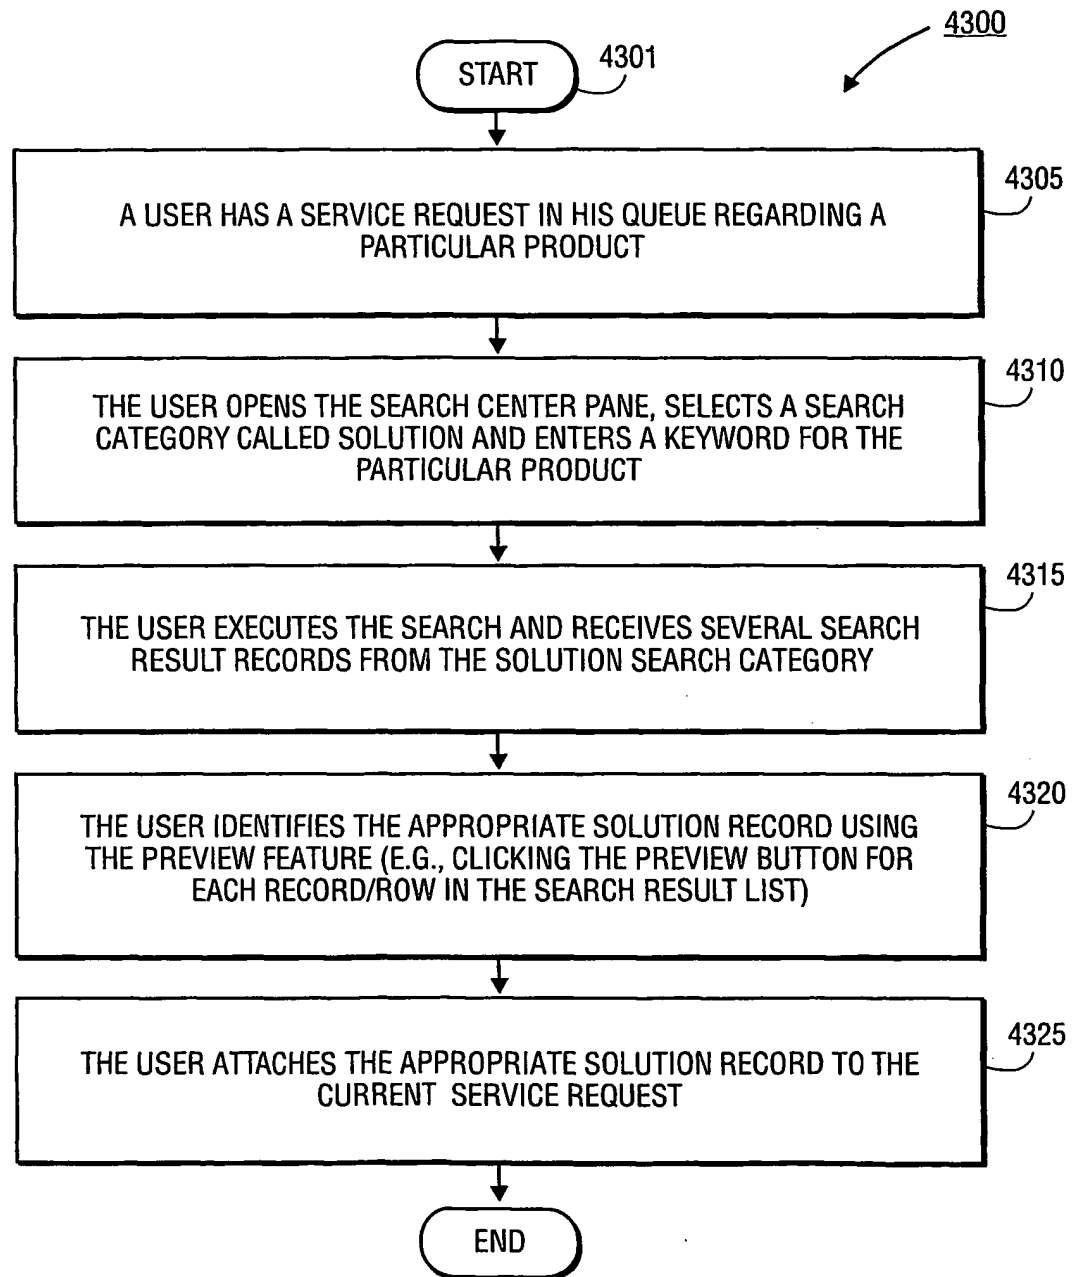 4300
START
4301
A USER HAS A SERVICE REQUEST IN HIS QUEUE REGARDING A
PARTICULAR PRODUCT
4305
THE USER OPENS THE SEARCH CENTER PANE, SELECTS A SEARCH
CATEGORY CALLED SOLUTION AND ENTERS A KEYWORD FOR THE
PARTICULAR PRODUCT
4310
THE USER EXECUTES THE SEARCH AND RECEIVES SEVERAL SEARCH
RESULT RECORDS FROM THE SOLUTION SEARCH CATEGORY
4315
THE USER IDENTIFIES THE APPROPRIATE SOLUTION RECORD USING
THE PREVIEW FEATURE (E.G., CLICKING THE PREVIEW BUTTON FOR
EACH RECORD/ROW IN THE SEARCH RESULT LIST)
4320
THE USER ATTACHES THE APPROPRIATE SOLUTION RECORD TO THE
CURRENT SERVICE REQUEST
4325
END